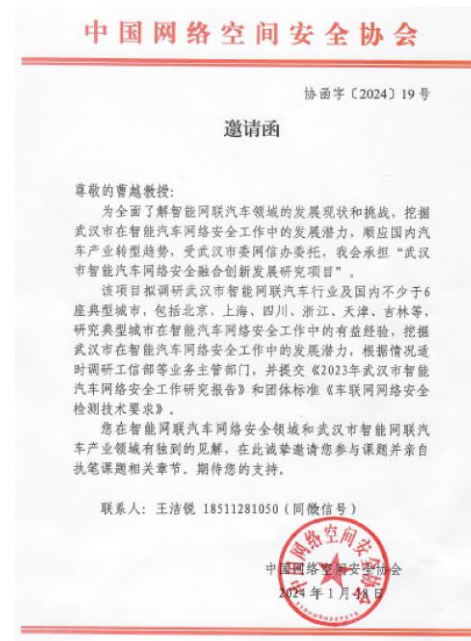 中国网络空间安全协会
协函字〔2024〕19号
邀请函
尊敬的曹越教授:
为全面了解智能网联汽车领域的发展现状和挑战，挖掘
武汉市在智能汽车网络安全工作中的发展潜力，顺应国内汽
车产业转型趋势，受武汉市委网信办委托，我会承担“武汉
市智能汽车网络安全融合创新发展研究项目”。
该项目拟调研武汉市智能网联汽车行业及国内不少于6
座典型城市，包括北京、上海、四川、浙江、天津、吉林等，
研究典型城市在智能汽车网络安全工作中的有益经验，挖掘
武汉市在智能汽车网络安全工作中的发展潜力，根据情况适
时调研工信部等业务主管部门，并提交《2023年武汉市智能
汽车网络安全工作研究报告》和团体标准《车联网网络安全
检测技术要求》。
您在智能网联汽车网络安全领域和武汉市智能网联汽
车产业领域有独到的见解，在此诚挚邀请您参与课题并亲自
执笔课题相关章节。期待您的支持。
联系人：王洁锐 18511281050（同微信号）
中国网络空间安全协会
2024年1月18日
中国网络空间安全协会